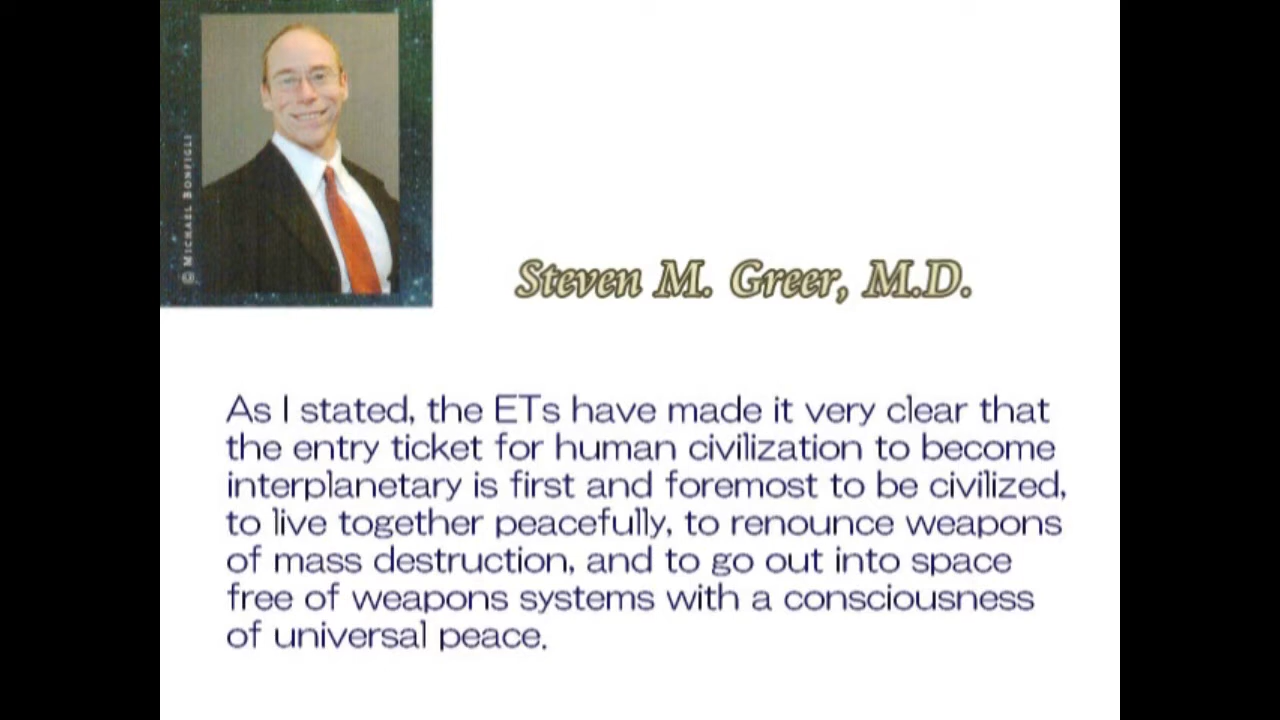 © MICHAEL BONFIGLI
Steven M. Greer, M.D.
As I stated, the ETs have made it very clear that
the entry ticket for human civilization to become
interplanetary is first and foremost to be civilized,
to live together peacefully, to renounce weapons
of mass destruction, and to go out into space
free of weapons systems with a consciousness
of universal peace.